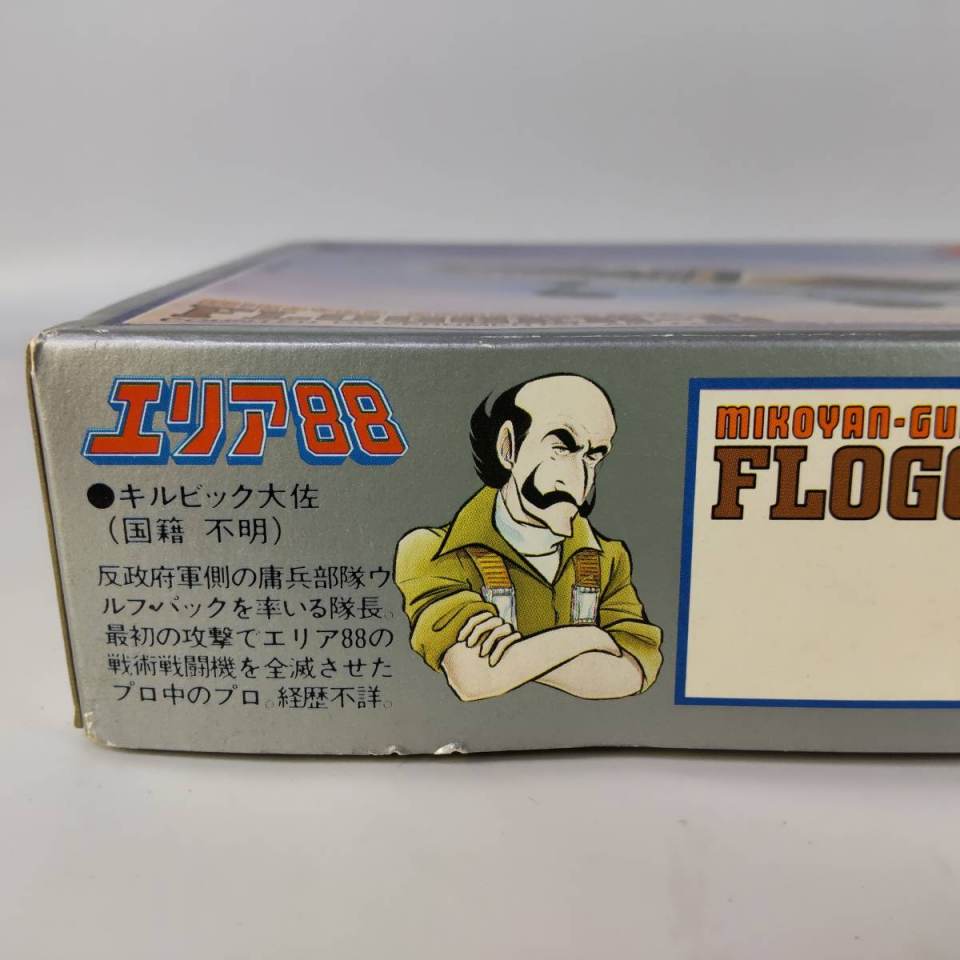 エリア88
●キルビック大佐
(国籍 不明)
反政府軍側の庸兵部隊ウ
ルフ・パックを率いる隊長。
最初の攻撃でエリア88の
戦術戦闘機を全滅させた
プロ中のプロ。経歴不詳。
MIKOYAN-GU
FLOGG